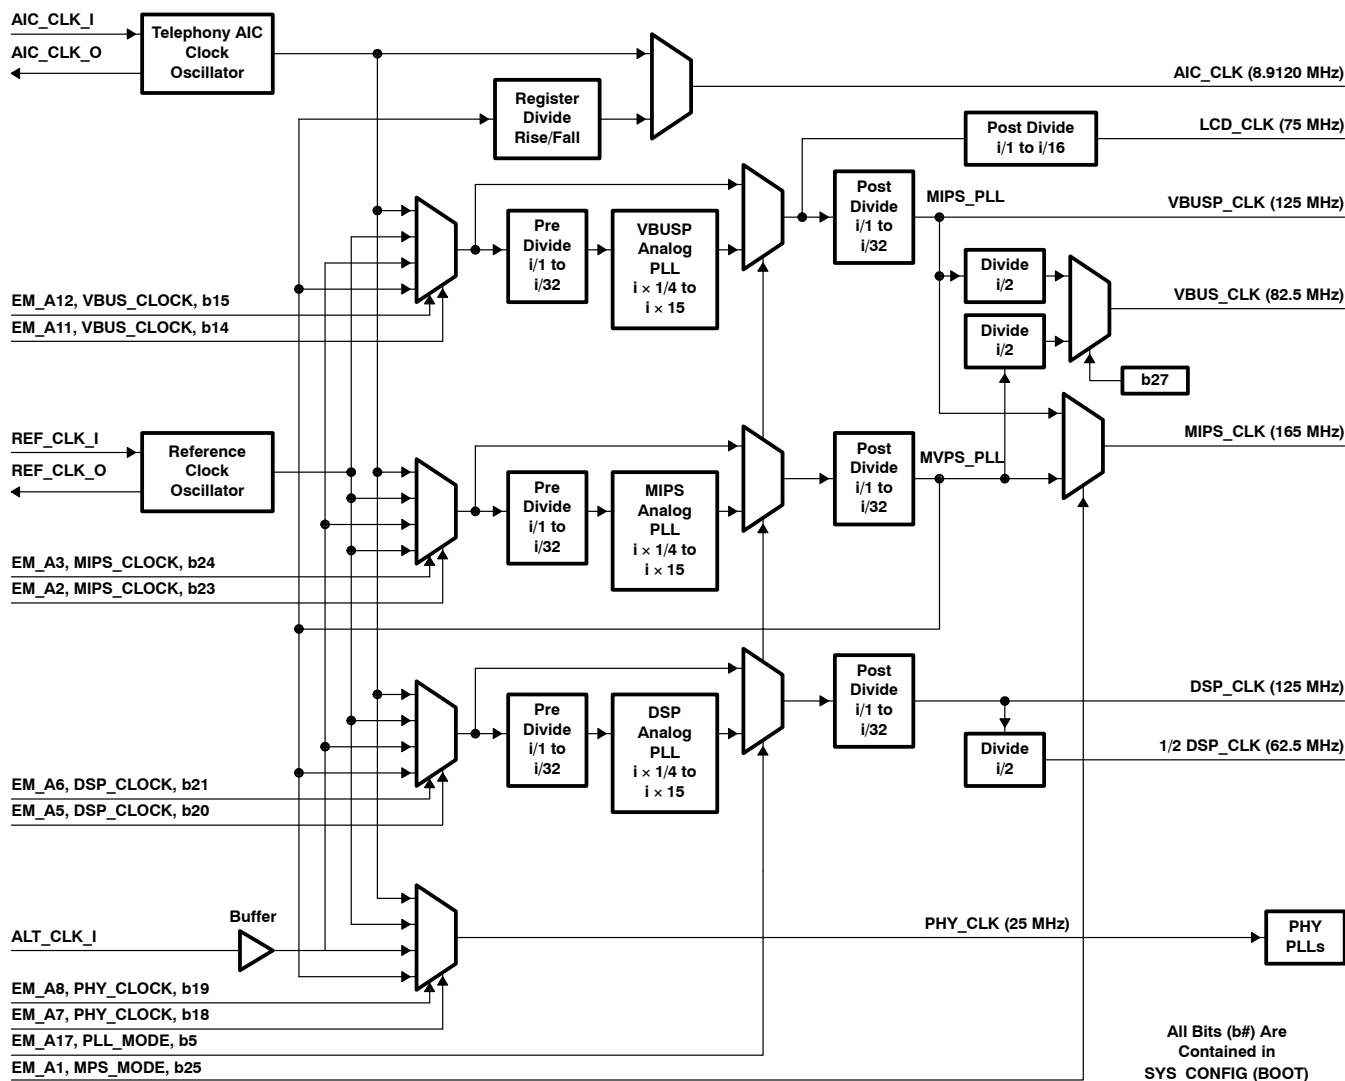 AIC_CLK_I
AIC_CLK_O
Telephony AIC
Clock
Oscillator
Register
Divide
Rise/Fall
AIC_CLK (8.9120 MHz)
Post Divide
i/1 to i/16
LCD_CLK (75 MHz)
Pre
Divide
i/1 to
i/32
VBUSP
Analog
PLL
i × 1/4 to
i × 15
Post
Divide
i/1 to
i/32
MIPS_PLL
VBUSP_CLK (125 MHz)
Divide
i/2
Divide
i/2
VBUS_CLK (82.5 MHz)
b27
EM_A12, VBUS_CLOCK, b15
EM_A11, VBUS_CLOCK, b14
REF_CLK_I
REF_CLK_O
Reference
Clock
Oscillator
Pre
Divide
i/1 to
i/32
MIPS
Analog
PLL
i × 1/4 to
i × 15
Post
Divide
i/1 to
i/32
MVPS_PLL
MIPS_CLK (165 MHz)
EM_A3, MIPS_CLOCK, b24
EM_A2, MIPS_CLOCK, b23
Pre
Divide
i/1 to
i/32
DSP
Analog
PLL
i × 1/4 to
i × 15
Post
Divide
i/1 to
i/32
DSP_CLK (125 MHz)
Divide
i/2
1/2 DSP_CLK (62.5 MHz)
EM_A6, DSP_CLOCK, b21
EM_A5, DSP_CLOCK, b20
Buffer
ALT_CLK_I
PHY_CLK (25 MHz)
PHY
PLLs
EM_A8, PHY_CLOCK, b19
EM_A7, PHY_CLOCK, b18
EM_A17, PLL_MODE, b5
EM_A1, MPS_MODE, b25
All Bits (b#) Are
Contained in
SYS_CONFIG (BOOT)